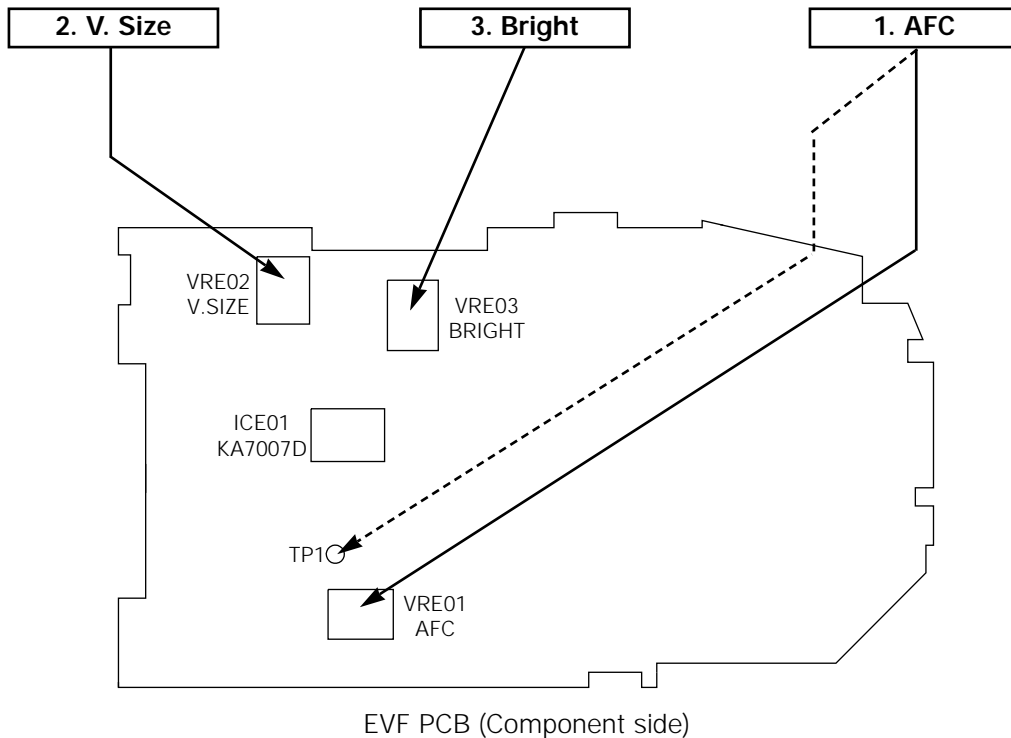 2. V. Size
3. Bright
1. AFC
VRE02
V.SIZE
VRE03
BRIGHT
ICE01
KA7007D
TP1
VRE01
AFC
EVF PCB (Component side)